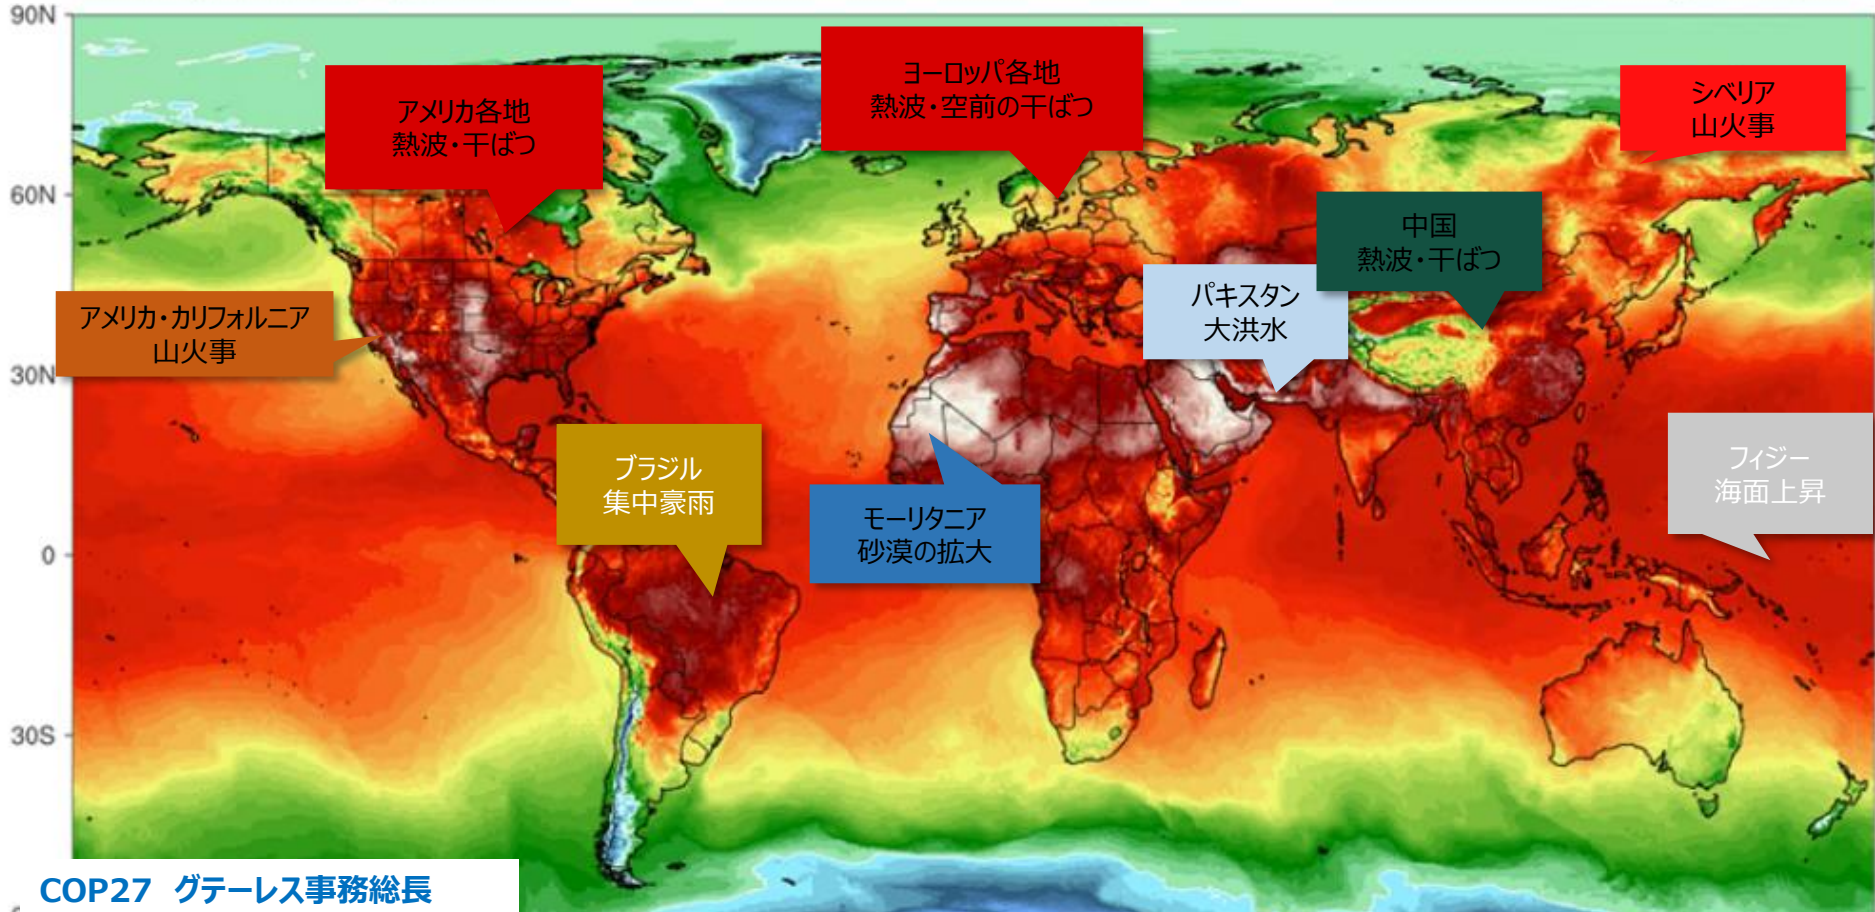 90N
ヨーロッパ各地
熱波・空前の干ばつ
アメリカ各地
熱波・干ばつ
シベリア
山火事
60N
中国
熱波・干ばつ
パキスタン
大洪水
アメリカ・カリフォルニア
山火事
30N
ブラジル
集中豪雨
フィジー
海面上昇
モーリタニア
砂漠の拡大
0
30S
COP27 グテーレス事務総長